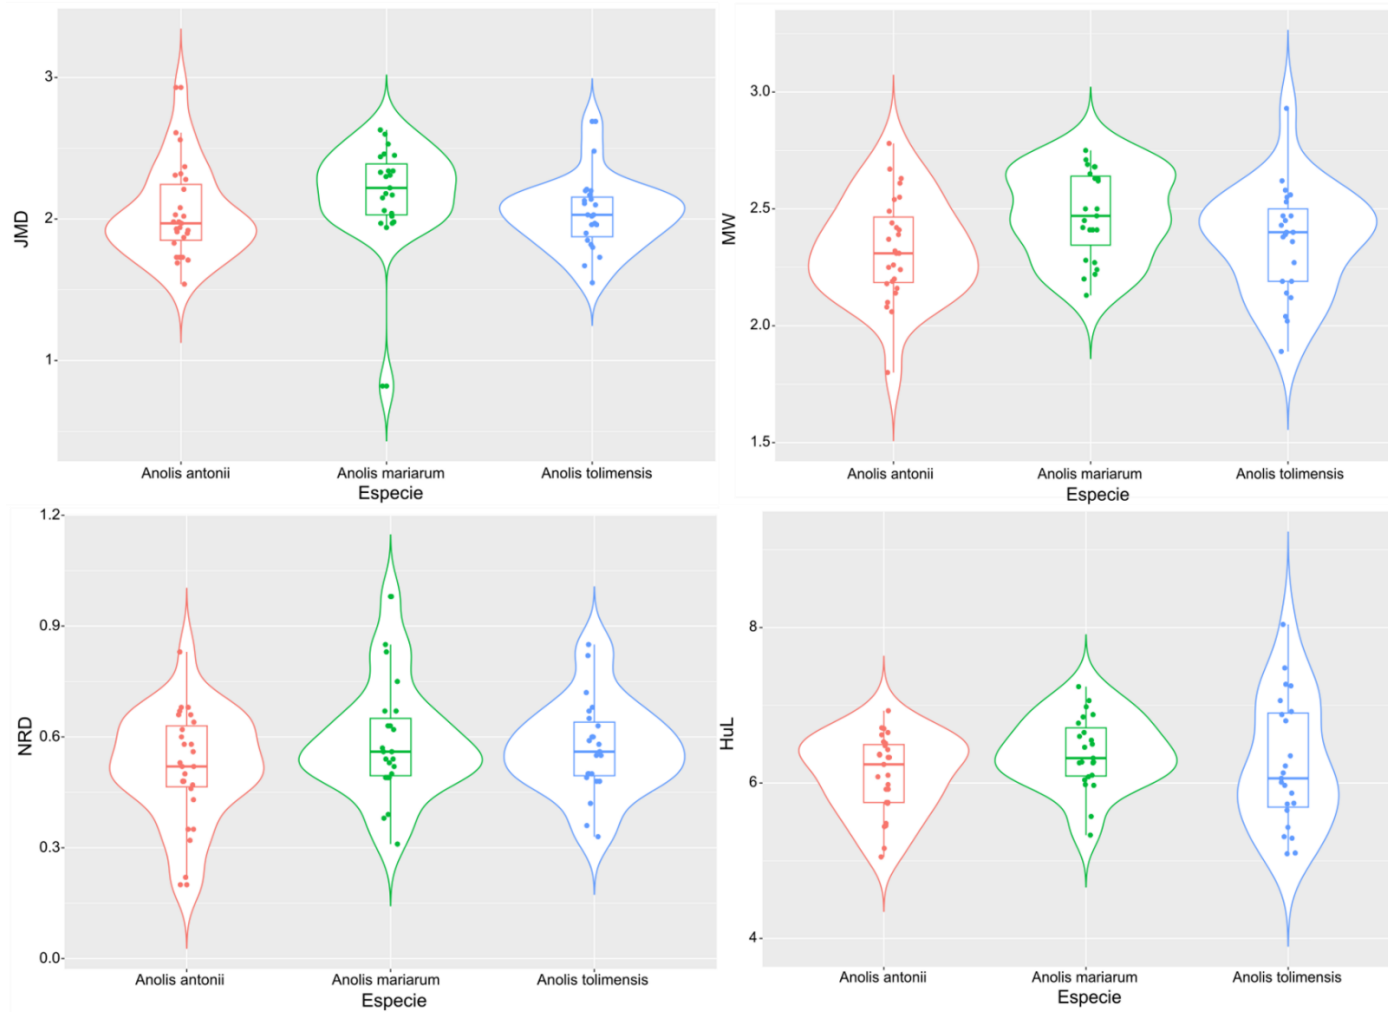 JMD
3
2
1
Anolis antonii Anolis mariarum Anolis tolimensis
Especie
MW
3.0
2.5
2.0
1.5
Anolis antonii Anolis mariarum Anolis tolimensis
Especie
NRD
1.2
0.9
0.6
0.3
0.0
Anolis antonii Anolis mariarum Anolis tolimensis
Especie
HuL
8
6
4
Anolis antonii Anolis mariarum Anolis tolimensis
Especie